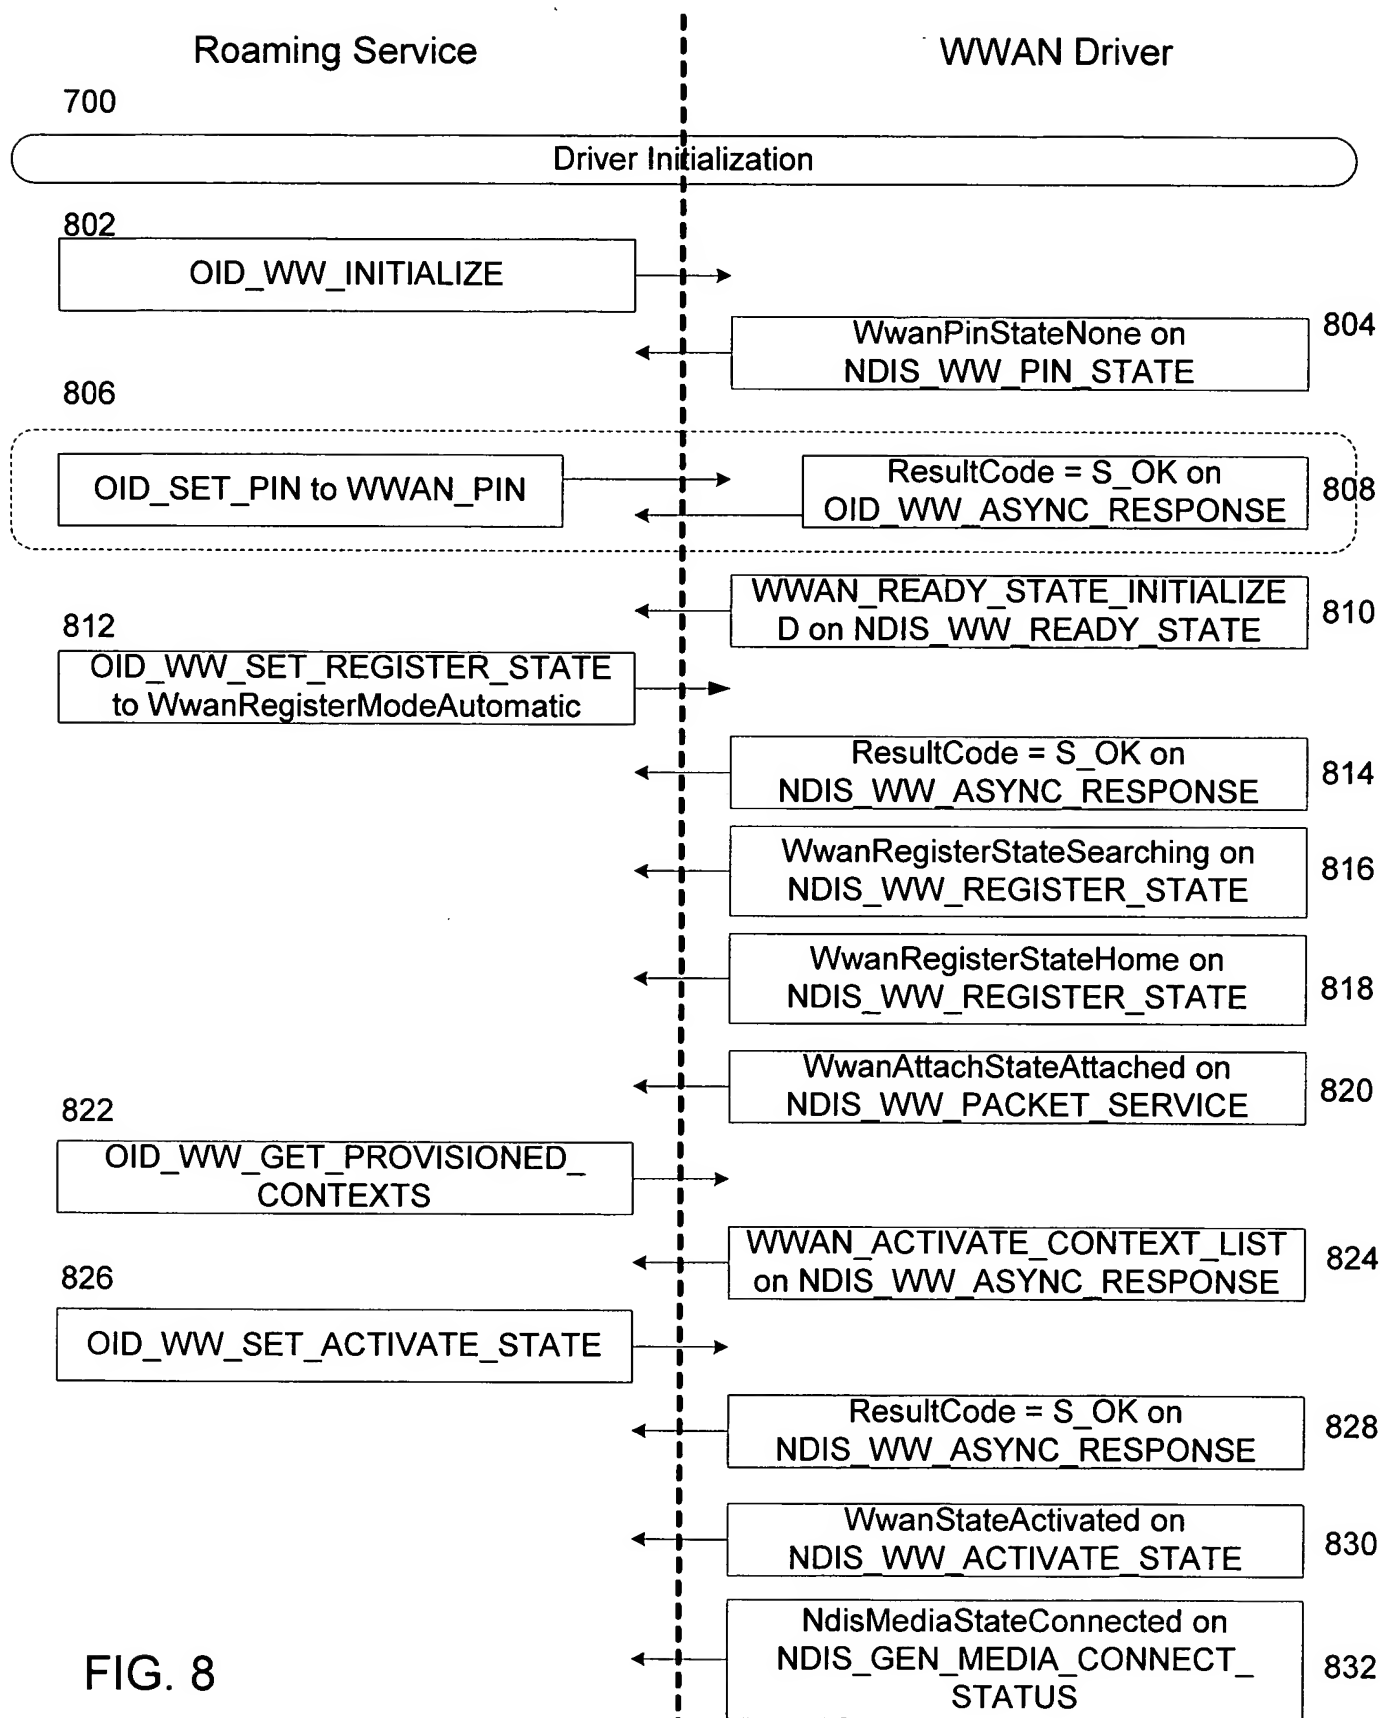 Roaming Service
WWAN Driver
700
Driver Initialization
802
OID_WW_INITIALIZE
WwanPinStateNone on
NDIS_WW_PIN_STATE
804
806
OID_SET_PIN to WWAN_PIN
ResultCode = S_OK on
OID_WW_ASYNC_RESPONSE
808
WWAN_READY_STATE_INITIALIZE
D on NDIS_WW_READY_STATE
810
812
OID_WW_SET_REGISTER_STATE
to WwanRegisterModeAutomatic
ResultCode = S_OK on
NDIS_WW_ASYNC_RESPONSE
814
WwanRegisterStateSearching on
NDIS_WW_REGISTER_STATE
816
WwanRegisterStateHome on
NDIS_WW_REGISTER_STATE
818
WwanAttachStateAttached on
NDIS_WW_PACKET_SERVICE
820
822
OID_WW_GET_PROVISIONED_
CONTEXTS
WWAN_ACTIVATE_CONTEXT_LIST
on NDIS_WW_ASYNC_RESPONSE
824
826
OID_WW_SET_ACTIVATE_STATE
ResultCode = S_OK on
NDIS_WW_ASYNC_RESPONSE
828
WwanStateActivated on
NDIS_WW_ACTIVATE_STATE
830
NdisMediaStateConnected on
NDIS_GEN_MEDIA_CONNECT_
STATUS
832
FIG. 8